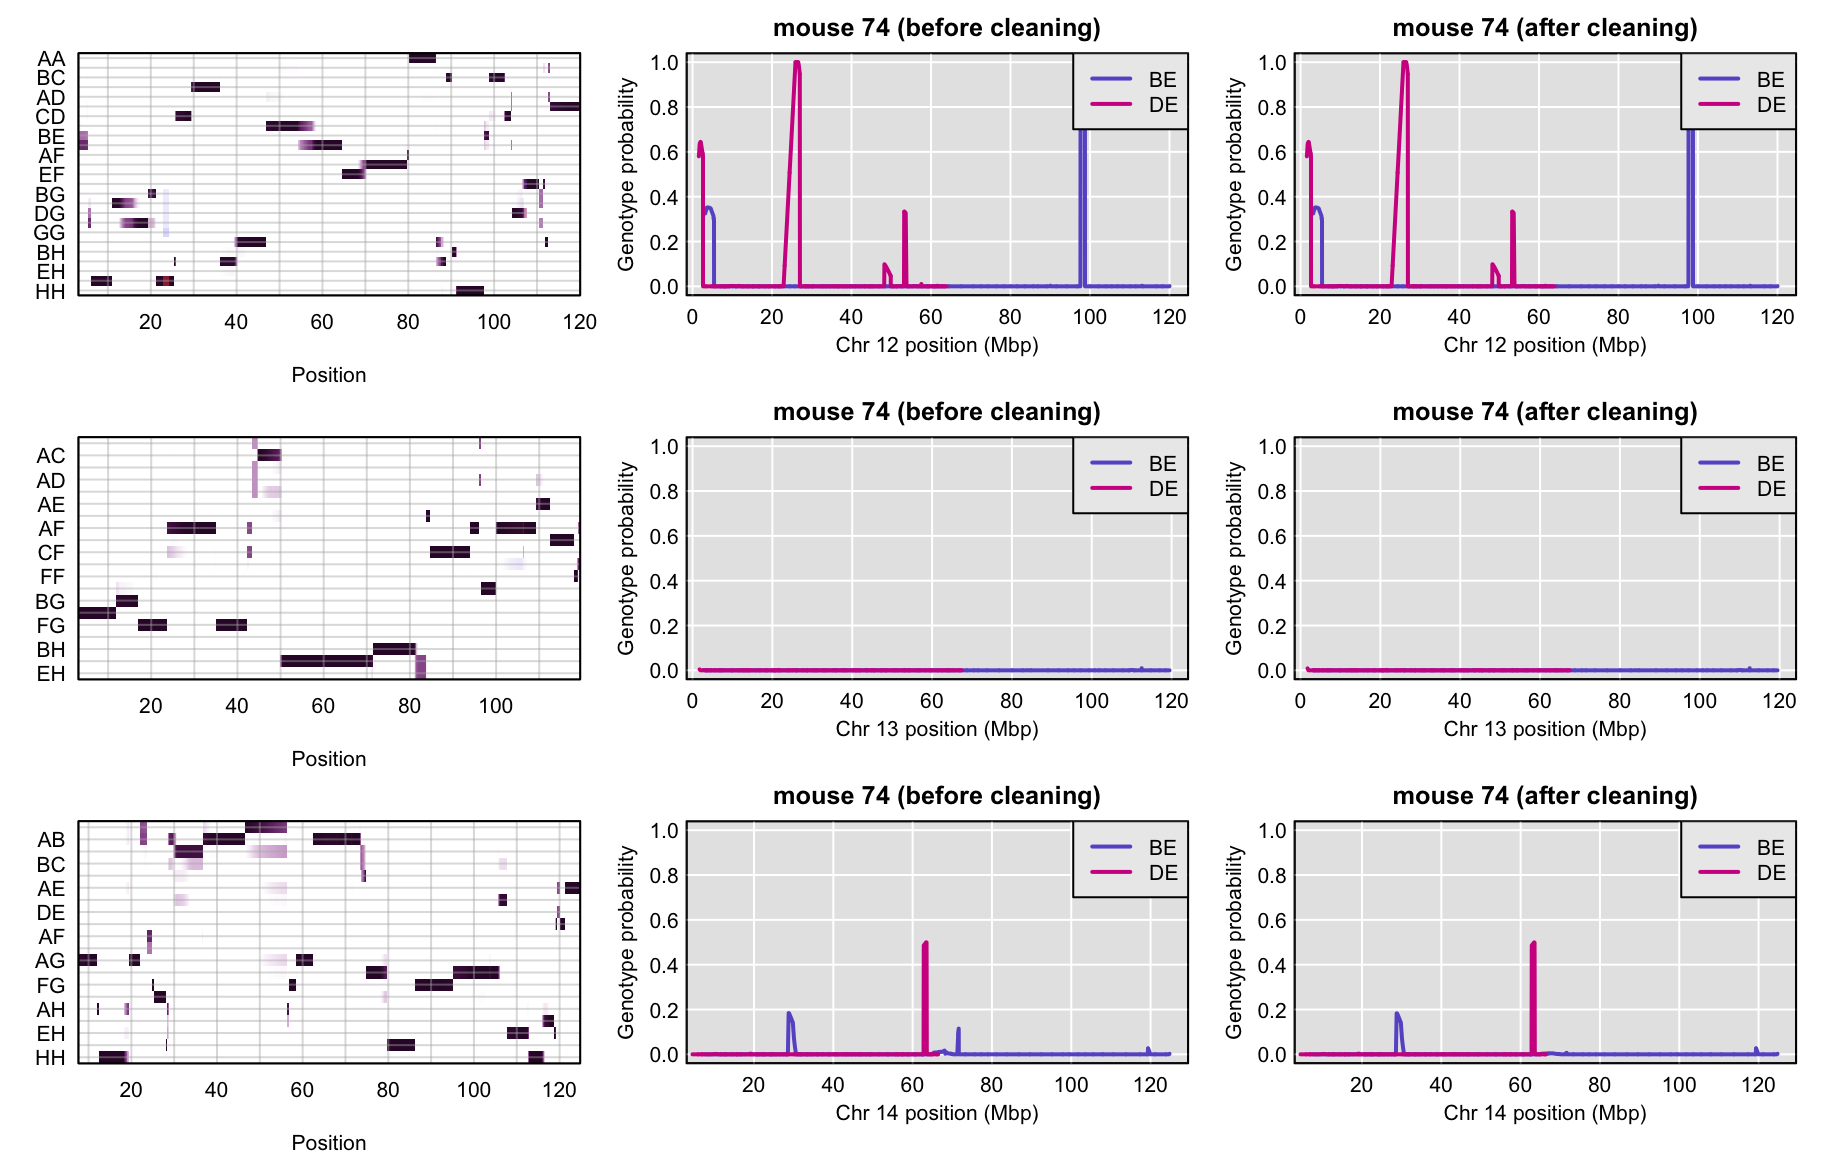 mouse 74 (before cleaning)
mouse 74 (after cleaning)
AA
BC
AD
CD
BE
AF
EF
BG
DG
GG
BH
EH
HH
20 40 60 80 100 120
Position
Genotype probability
1.0
0.8
0.6
0.4
0.2
0.0
BE
DE
0 20 40 60 80 100 120
Chr 12 position (Mbp)
Genotype probability
1.0
0.8
0.6
0.4
0.2
0.0
BE
DE
0 20 40 60 80 100 120
Chr 12 position (Mbp)
mouse 74 (before cleaning)
mouse 74 (after cleaning)
AC
AD
AE
AF
CF
FF
BG
FG
BH
EH
20 40 60 80 100
Position
Genotype probability
1.0
0.8
0.6
0.4
0.2
0.0
BE
DE
0 20 40 60 80 100 120
Chr 13 position (Mbp)
Genotype probability
1.0
0.8
0.6
0.4
0.2
0.0
BE
DE
0 20 40 60 80 100 120
Chr 13 position (Mbp)
mouse 74 (before cleaning)
mouse 74 (after cleaning)
AB
BC
AE
DE
AF
AG
FG
AH
EH
HH
20 40 60 80 100 120
Position
Genotype probability
1.0
0.8
0.6
0.4
0.2
0.0
BE
DE
20 40 60 80 100 120
Chr 14 position (Mbp)
Genotype probability
1.0
0.8
0.6
0.4
0.2
0.0
BE
DE
20 40 60 80 100 120
Chr 14 position (Mbp)